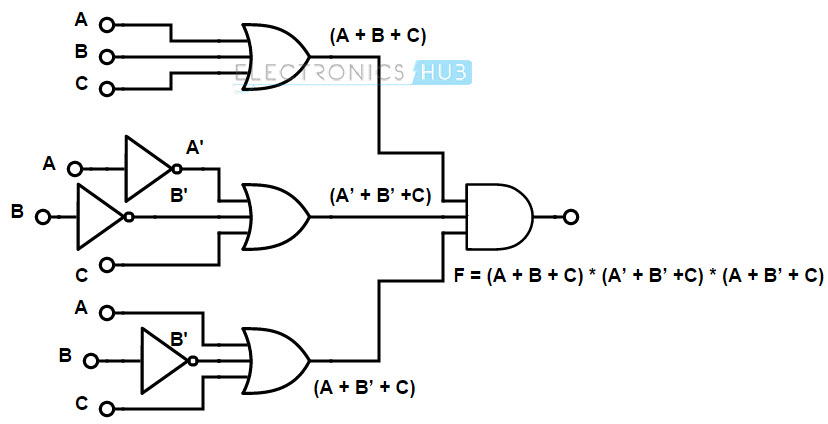 A
(A + B + C)
B
ELECTRONICS HUB
C
A'
A
B'
(A’ + B’ +C)
B
C
F = (A + B + C) * (A’ + B’ +C) * (A + B’ + C)
A
B'
B
(A + B’ + C)
C